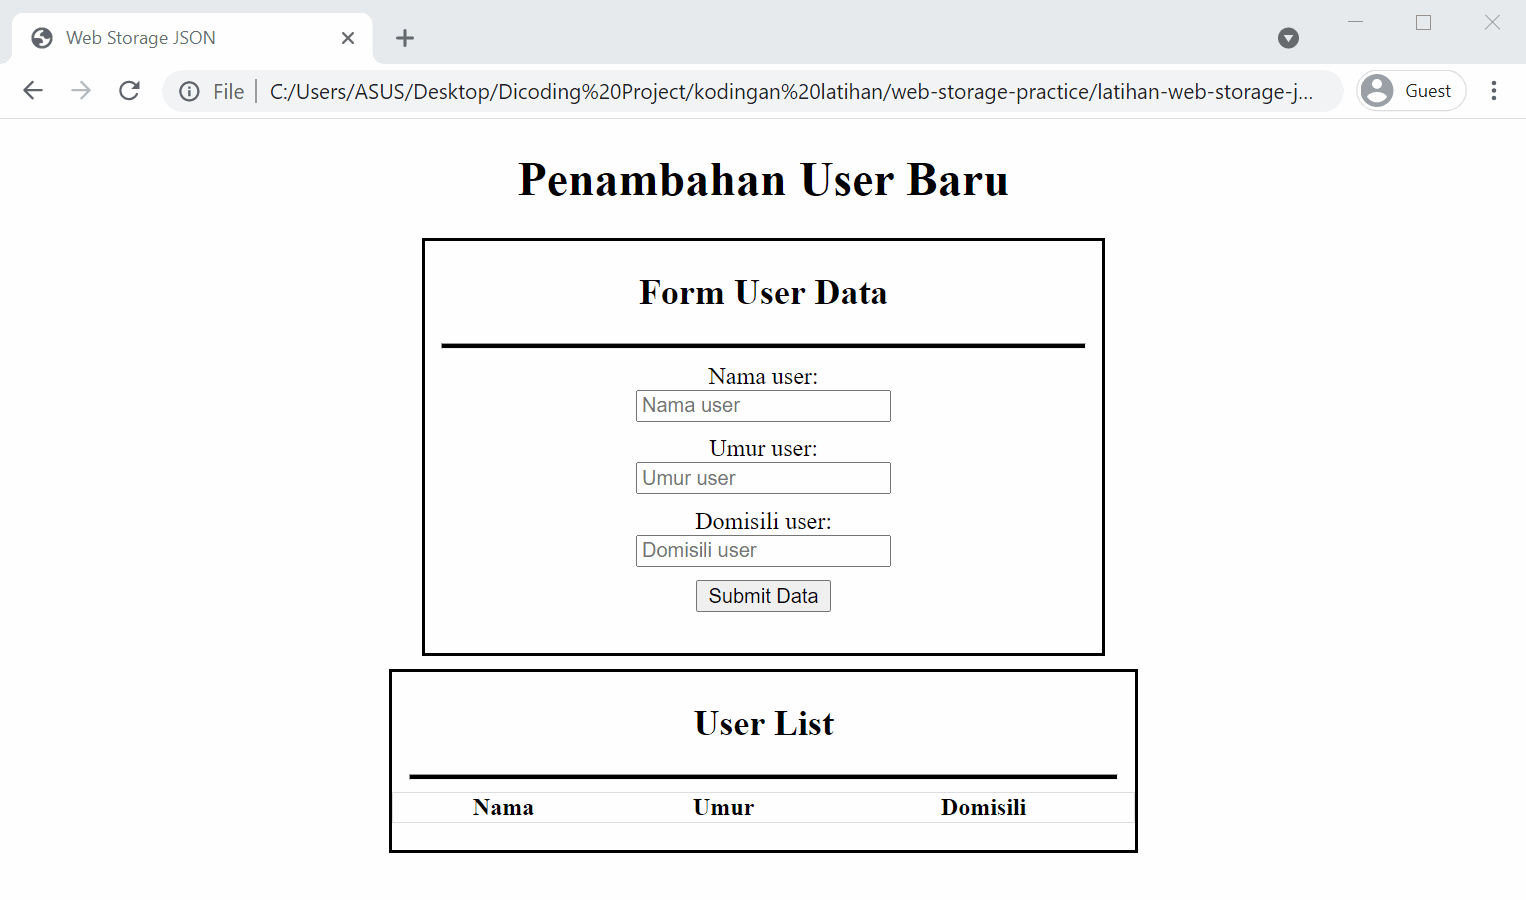 Web Storage JSON
File C:/Users/ASUS/Desktop/Dicoding%20Project/kodingan%20latihan/web-storage-practice/latihan-web-storage-j... Guest
Penambahan User Baru
Form User Data
Nama user:
Nama user
Umur user:
Umur user
Domisili user:
Domisili user
Submit Data
User List
Nama Umur Domisili